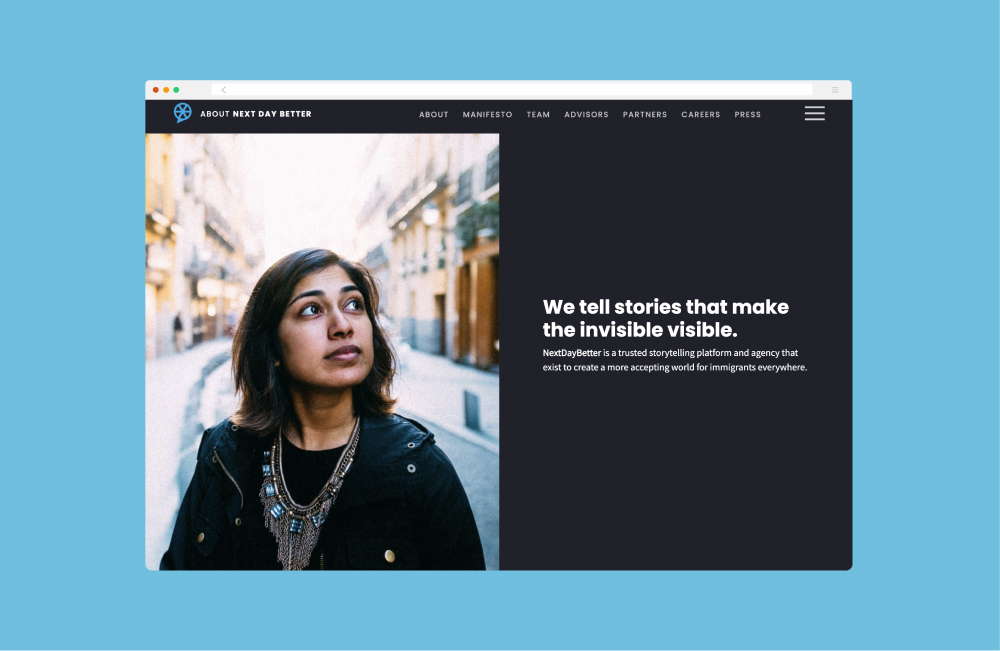 ABOUT NEXT DAY BETTER
ABOUT MANIFESTO TEAM ADVISORS PARTNERS CAREERS PRESS
We tell stories that make
the invisible visible.
NextDayBetter is a trusted storytelling platform and agency that
exist to create a more accepting world for immigrants everywhere.